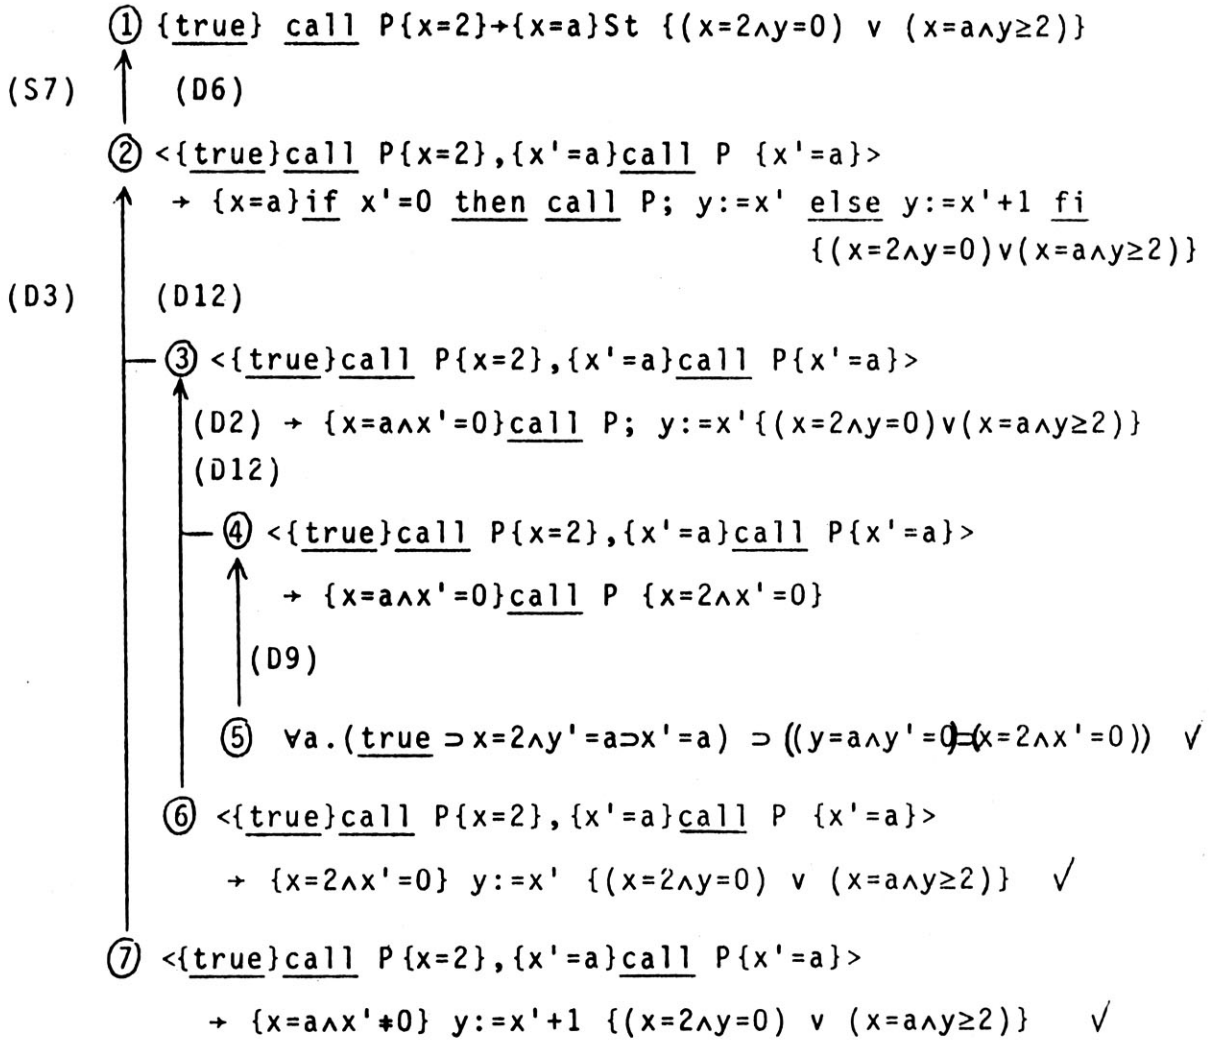 ① {true} call P{x=2}→{x=a}St {(x=2∧y=0) v (x=a∧y≥2)}
(S7) (D6)
② <{true}call P{x=2},{x'=a}call P {x'=a}>
→ {x=a}if x'=0 then call P; y:=x' else y:=x'+1 fi
{(x=2∧y=0)v(x=a∧y≥2)}
(D3) (D12)
③ <{true}call P{x=2},{x'=a}call P{x'=a}>
(D2) → {x=a∧x'=0}call P; y:=x'{(x=2∧y=0)v(x=a∧y≥2)}
(D12)
④ <{true}call P{x=2},{x'=a}call P{x'=a}>
→ {x=a∧x'=0}call P {x=2∧x'=0}
(D9)
⑤ ∀a.(true ⊃ x=2∧y'=a⊃x'=a) ⊃ ((y=a∧y'=0)⊃(x=2∧x'=0)) √
⑥ <{true}call P{x=2},{x'=a}call P {x'=a}>
→ {x=2∧x'=0} y:=x' {(x=2∧y=0) v (x=a∧y≥2)} √
⑦ <{true}call P{x=2},{x'=a}call P{x'=a}>
→ {x=a∧x'≠0} y:=x'+1 {(x=2∧y=0) v (x=a∧y≥2)} √